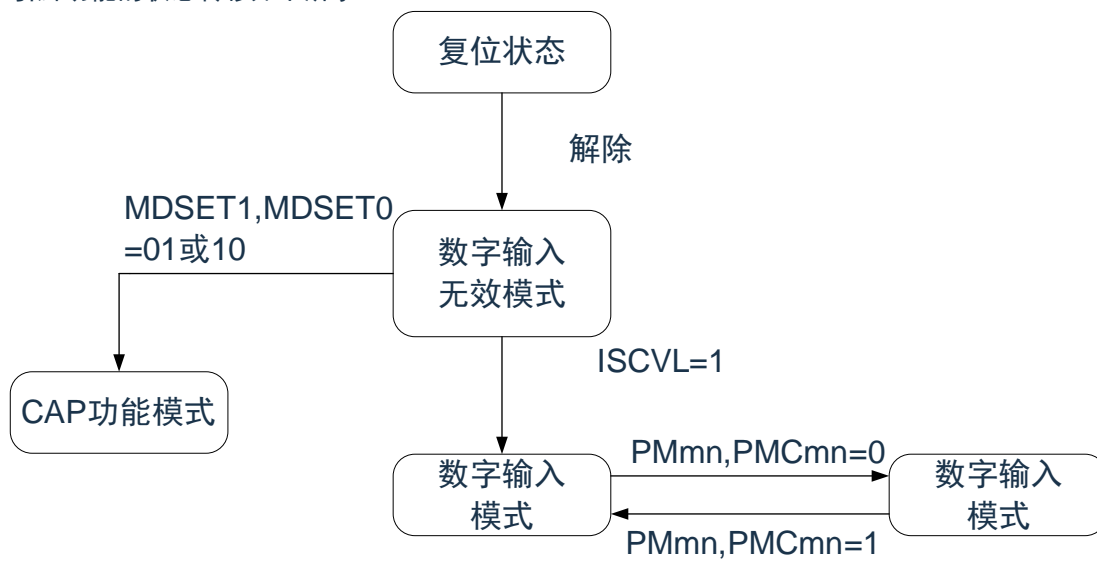 复位状态
解除
MDSET1,MDSET0
=01或10
数字输入
无效模式
ISCVL=1
CAP功能模式
PMmn,PMCmn=0
数字输入
模式
数字输入
模式
PMmn,PMCmn=1